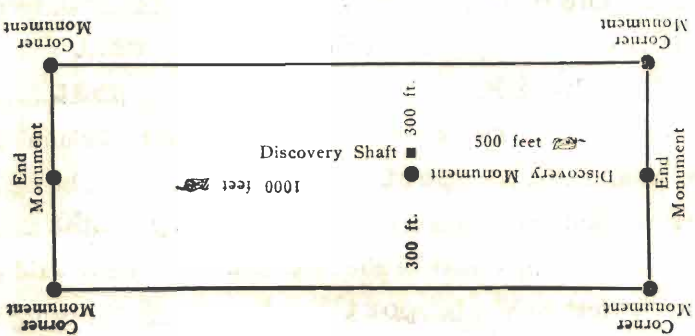 Corner
Monument
Corner
Monument
End
Monument
300 ft.
Discovery Shaft
500 feet
Discovery Monument
1000 feet
300 ft.
End
Monument
Corner
Monument
Corner
Monument